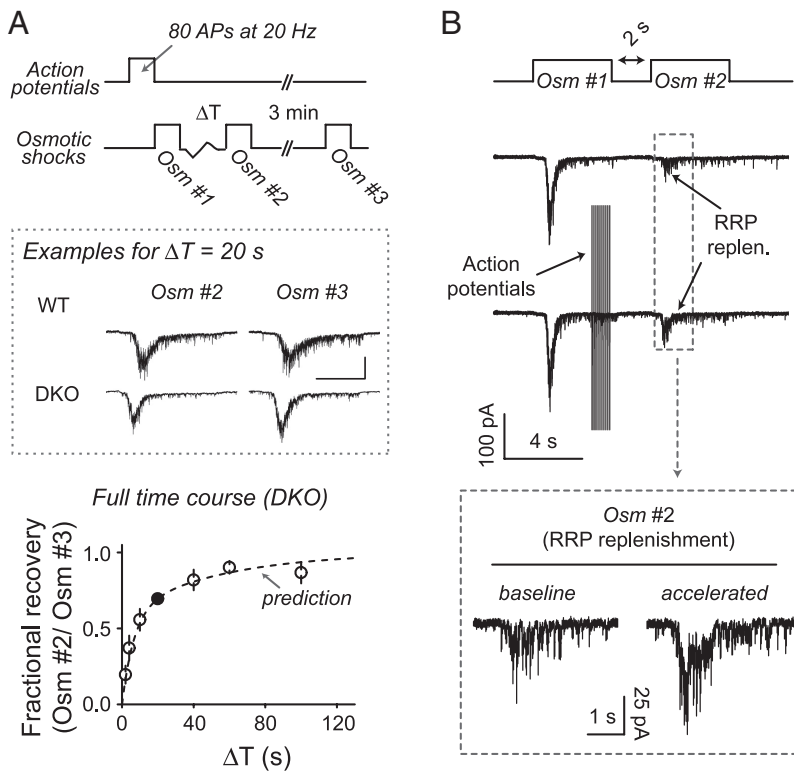 A
80 APs at 20 Hz
Action
potentials
ΔT
3 min
Osmotic
shocks
Osm #1
Osm #2
Osm #3
Examples for ΔT = 20 s
Osm #2
Osm #3
WT
DKO
Full time course (DKO)
Fractional recovery
(Osm #2/ Osm #3)
1.0
0.5
0.0
prediction
0
40
80
120
ΔT (s)
B
2 s
Osm #1
Osm #2
RRP
replen.
Action
potentials
100 pA
4 s
Osm #2
(RRP replenishment)
baseline
accelerated
1 s
25 pA